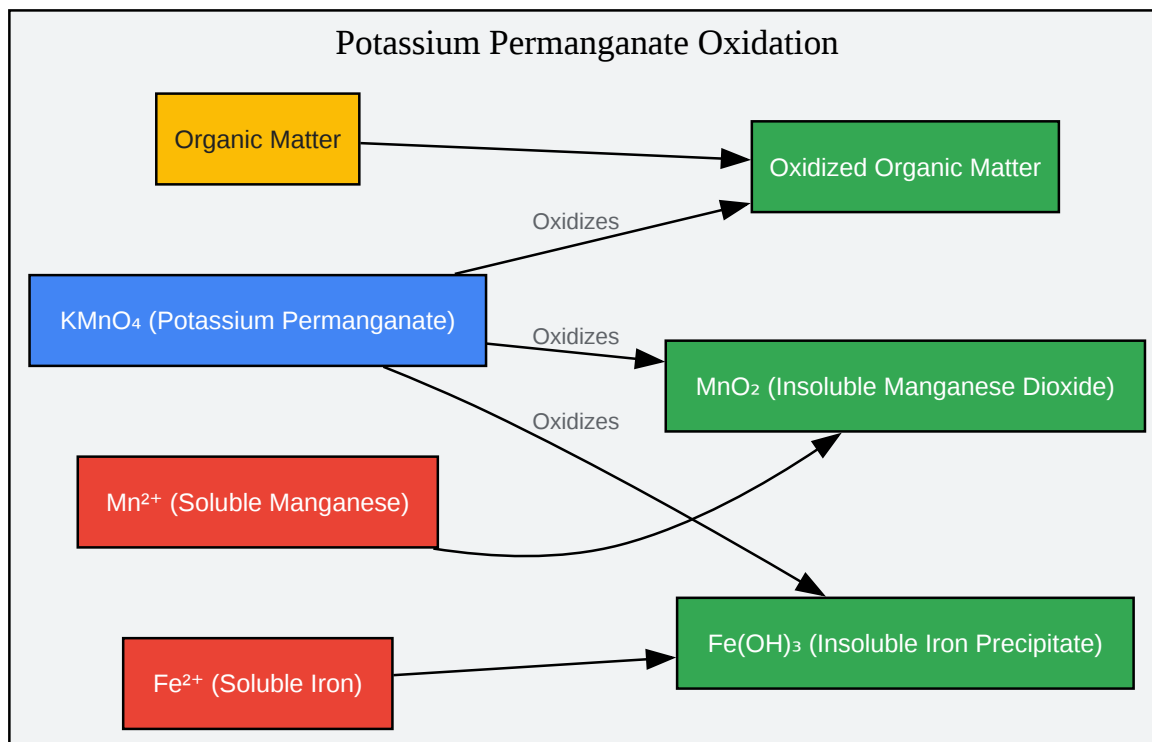 Potassium Permanganate Oxidation
Organic Matter
Oxidized Organic Matter
Oxidizes
KMnO₄ (Potassium Permanganate)
Oxidizes
MnO₂ (Insoluble Manganese Dioxide)
Oxidizes
Mn²⁺ (Soluble Manganese)
Fe(OH)₃ (Insoluble Iron Precipitate)
Fe²⁺ (Soluble Iron)